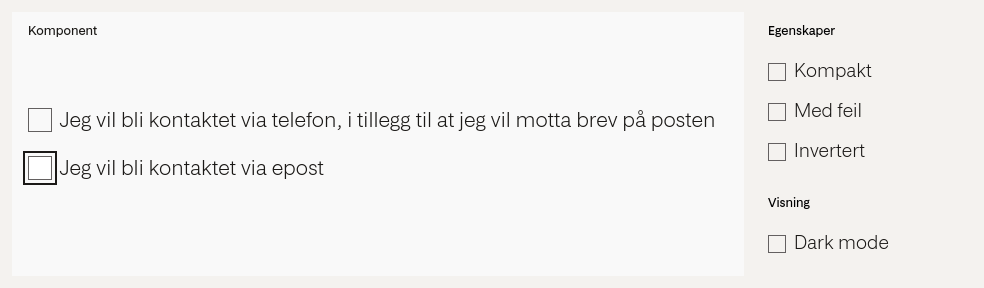 Komponent
Jeg vil bli kontaktet via telefon, i tillegg til at jeg vil motta brev på posten
Jeg vil bli kontaktet via epost
Egenskaper
Kompakt
Med feil
Invertert
Visning
Dark mode